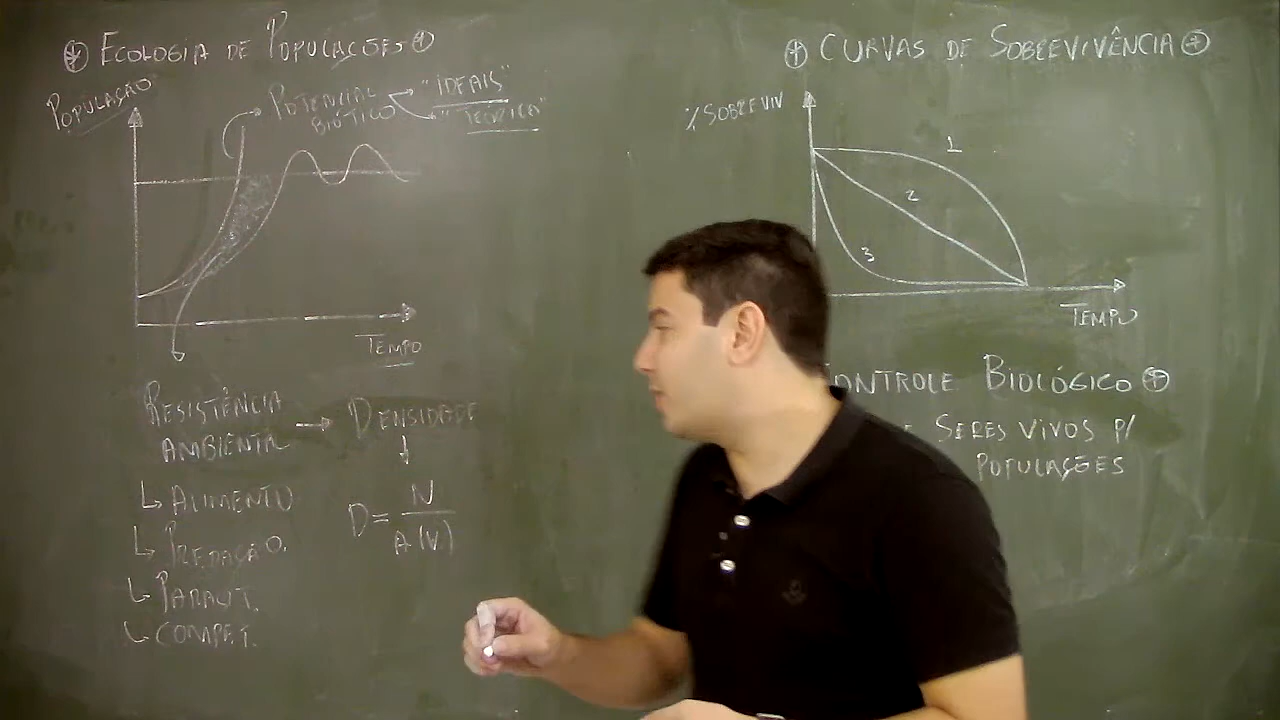 ⊕ ECOLOGIA DE POPULAÇÕES ⊕
POPULAÇÃO
POTENCIAL
BIÓTICO
"IDEAIS"
"TEÓRICO"
TEMPO
RESISTÊNCIA
AMBIENTAL
→ DENSIDADE
↳ ALIMENTO
↳ PREDAÇÃO.
↳ PARASIT.
↳ COMPET.
D = N
A (V)
⊕ CURVAS DE SOBREVIVÊNCIA ⊕
% SOBREVIV
1
2
3
TEMPO
CONTROLE BIOLÓGICO ⊕
SERES VIVOS P/
POPULAÇÕES